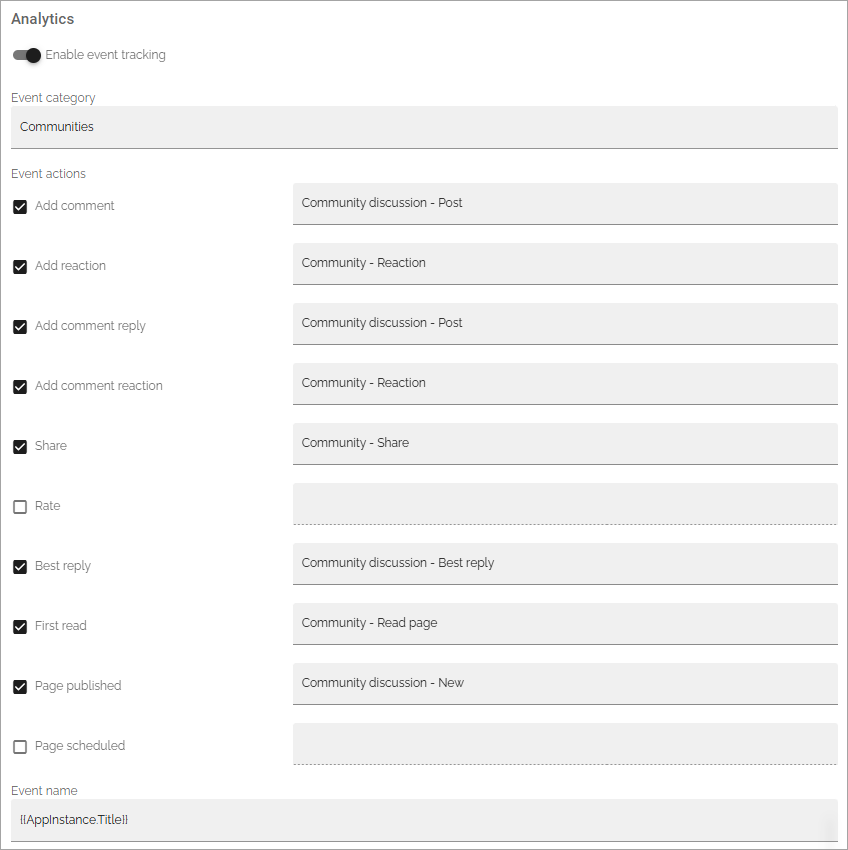 Analytics
Enable event tracking
Event category
Communities
Event actions
Add comment
Community discussion - Post
Add reaction
Community - Reaction
Add comment reply
Community discussion - Post
Add comment reaction
Community - Reaction
Share
Community - Share
Rate
Best reply
Community discussion - Best reply
First read
Community - Read page
Page published
Community discussion - New
Page scheduled
Event name
{{AppInstance.Title}}